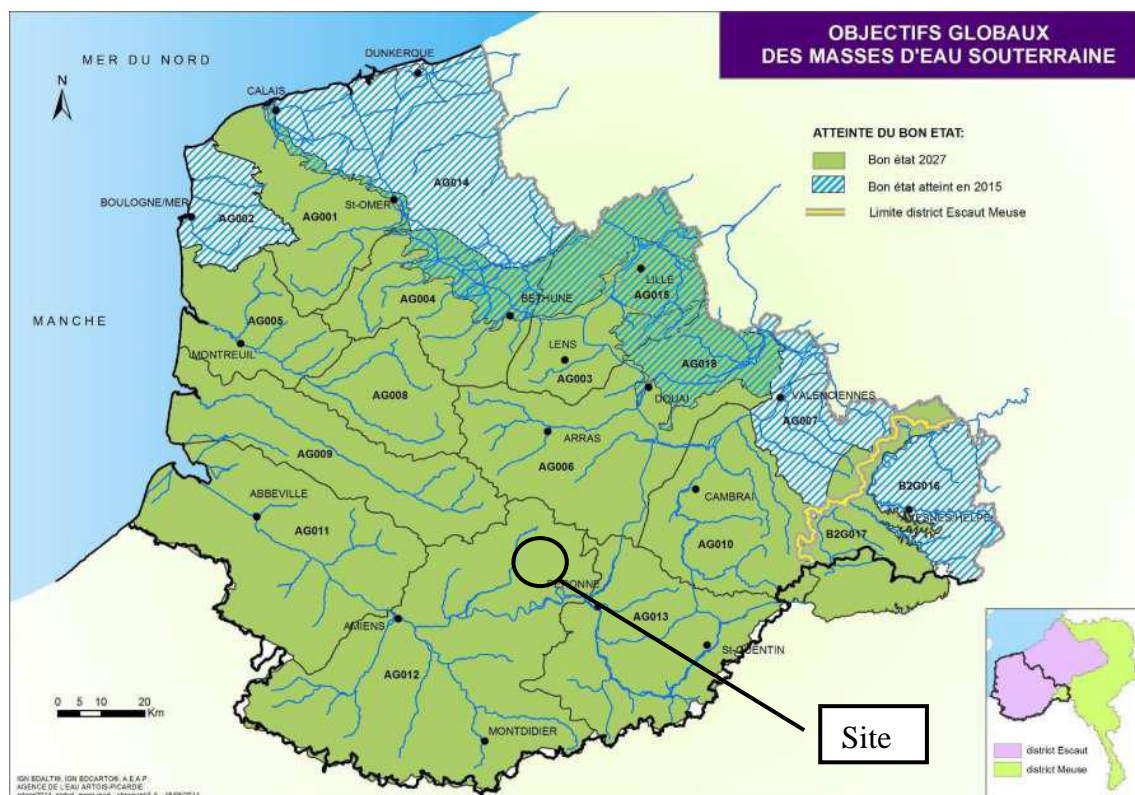 OBJECTIFS GLOBAUX
DES MASSES D'EAU SOUTERRAINE
MER DU NORD
DUNKERQUE
N
CALAIS
ATTEINTE DU BON ETAT:
Bon état 2027
Bon état atteint en 2015
Limite district Escaut Meuse
AG014
BOULOGNE/MER
AG002
AG001
St-OMER
LILLE
AG015
AG004
BETHUNE
MANCHE
AG005
MONTREUIL
LENS
AG003
AG018
DOUAI
VALENCIENNES
AG007
AG008
ARRAS
AG006
AG009
CAMBRAI
B2G016
ABBEVILLE
AG011
AG010
B2G017
AMIENS
AG013
St-QUENTIN
AG012
0 5 10 20
Km
MONTDIDIER
Site
district Escaut
district Meuse
IGN BDALTI®, IGN BDCARTO®, A.E.A.P.
AGENCE DE L'EAU ARTOIS-PICARDIE